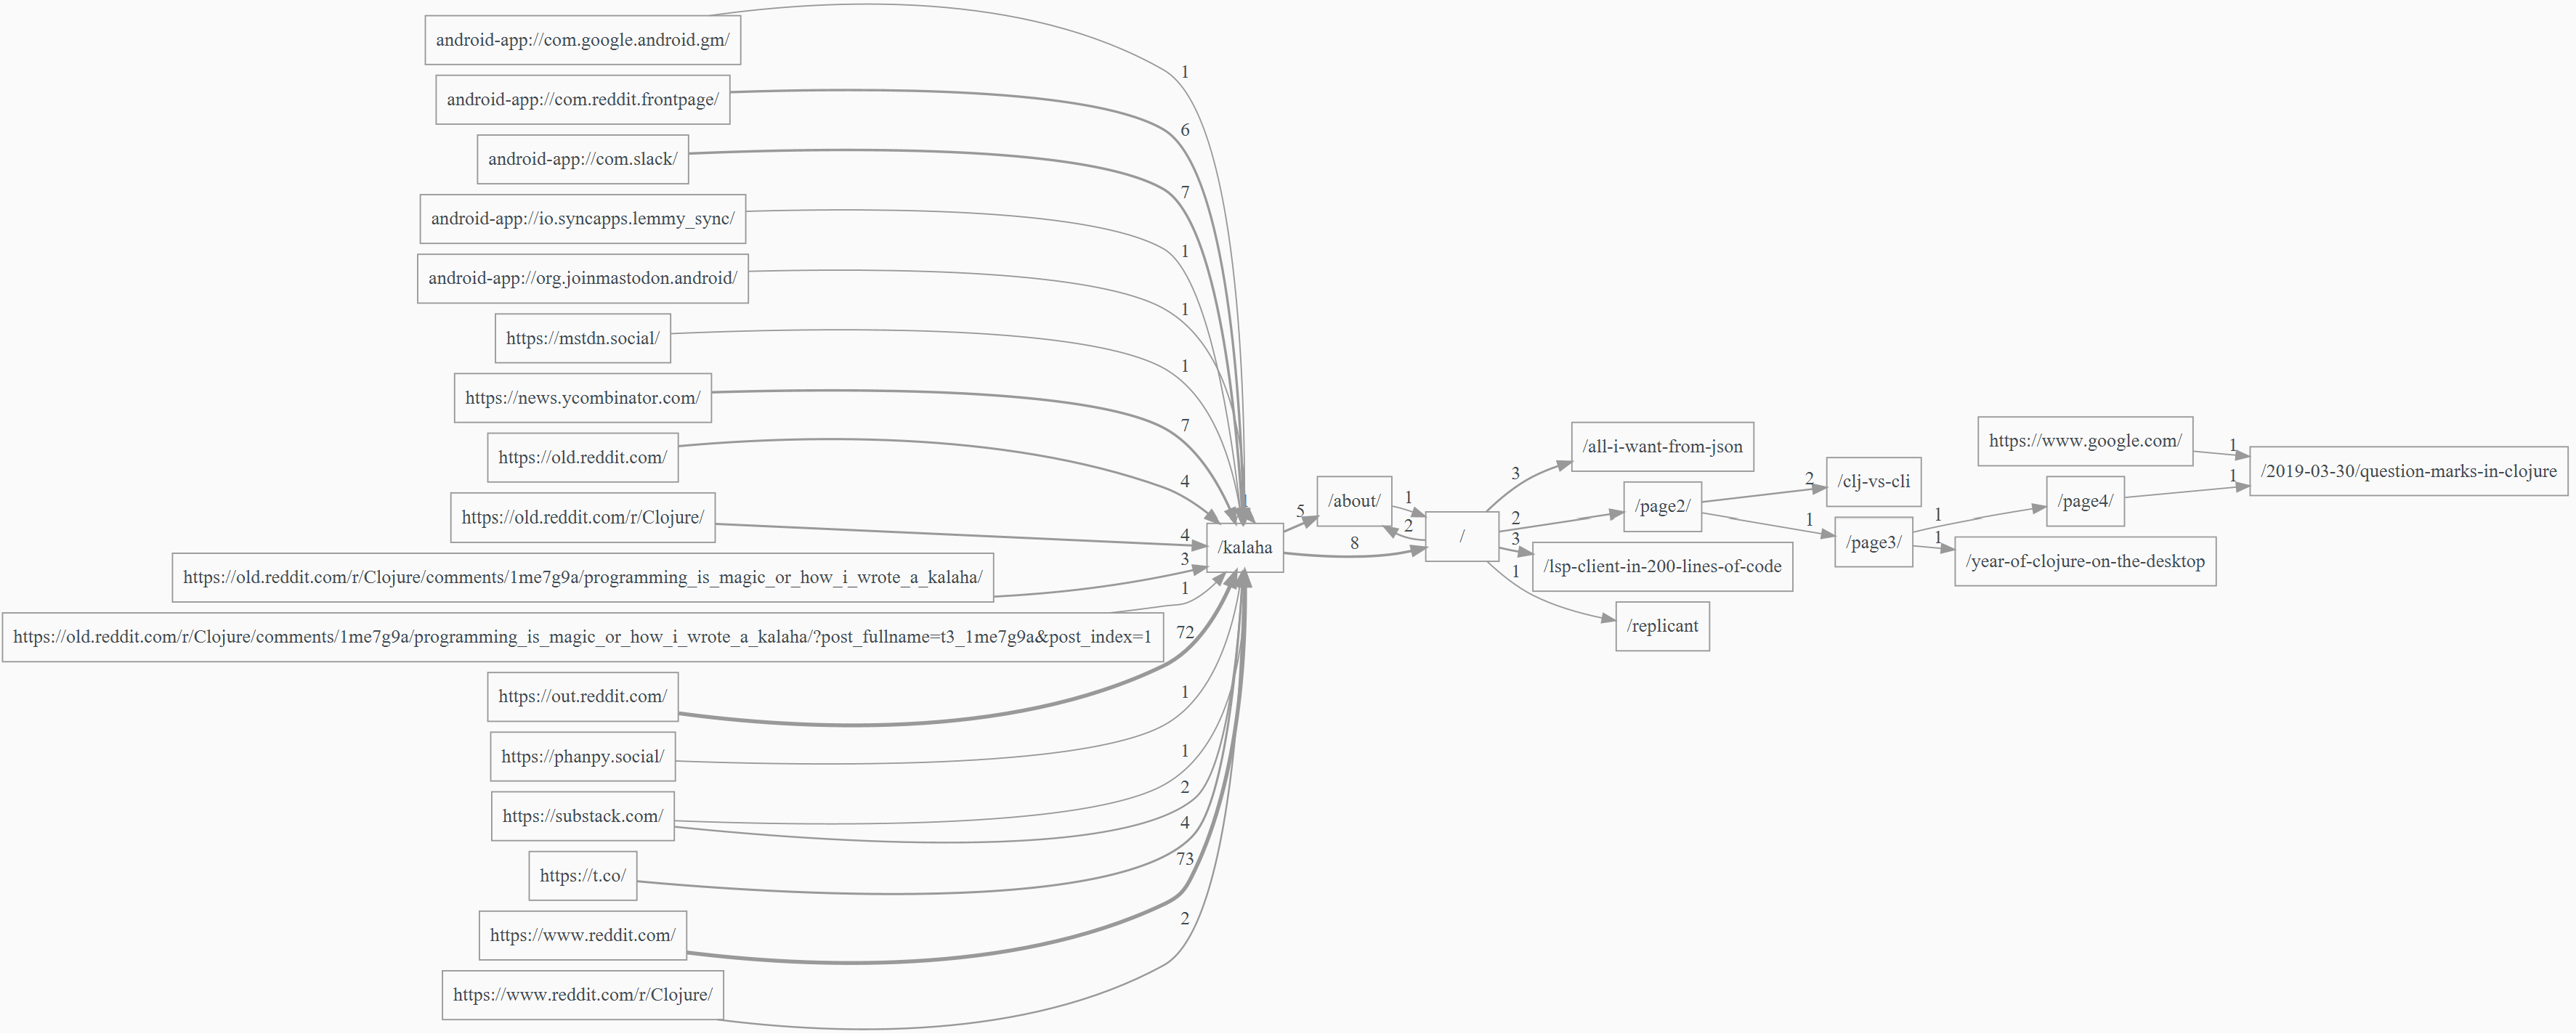 android-app://com.google.android.gm/
1
android-app://com.reddit.frontpage/
6
android-app://com.slack/
7
android-app://io.syncapps.lemmy_sync/
1
android-app://org.joinmastodon.android/
1
https://mstdn.social/
1
https://news.ycombinator.com/
7
https://old.reddit.com/
4
https://old.reddit.com/r/Clojure/
4
https://old.reddit.com/r/Clojure/comments/1me7g9a/programming_is_magic_or_how_i_wrote_a_kalaha/
3
https://old.reddit.com/r/Clojure/comments/1me7g9a/programming_is_magic_or_how_i_wrote_a_kalaha/?post_fullname=t3_1me7g9a&post_index=1
1
https://out.reddit.com/
72
https://phanpy.social/
1
https://substack.com/
1
2
https://t.co/
4
https://www.reddit.com/
73
https://www.reddit.com/r/Clojure/
2
1
/kalaha
5
8
/about/
1
2
/
3
2
3
1
/all-i-want-from-json
/page2/
/lsp-client-in-200-lines-of-code
/replicant
2
1
/clj-vs-cli
/page3/
1
1
https://www.google.com/
/page4/
/year-of-clojure-on-the-desktop
1
1
/2019-03-30/question-marks-in-clojure